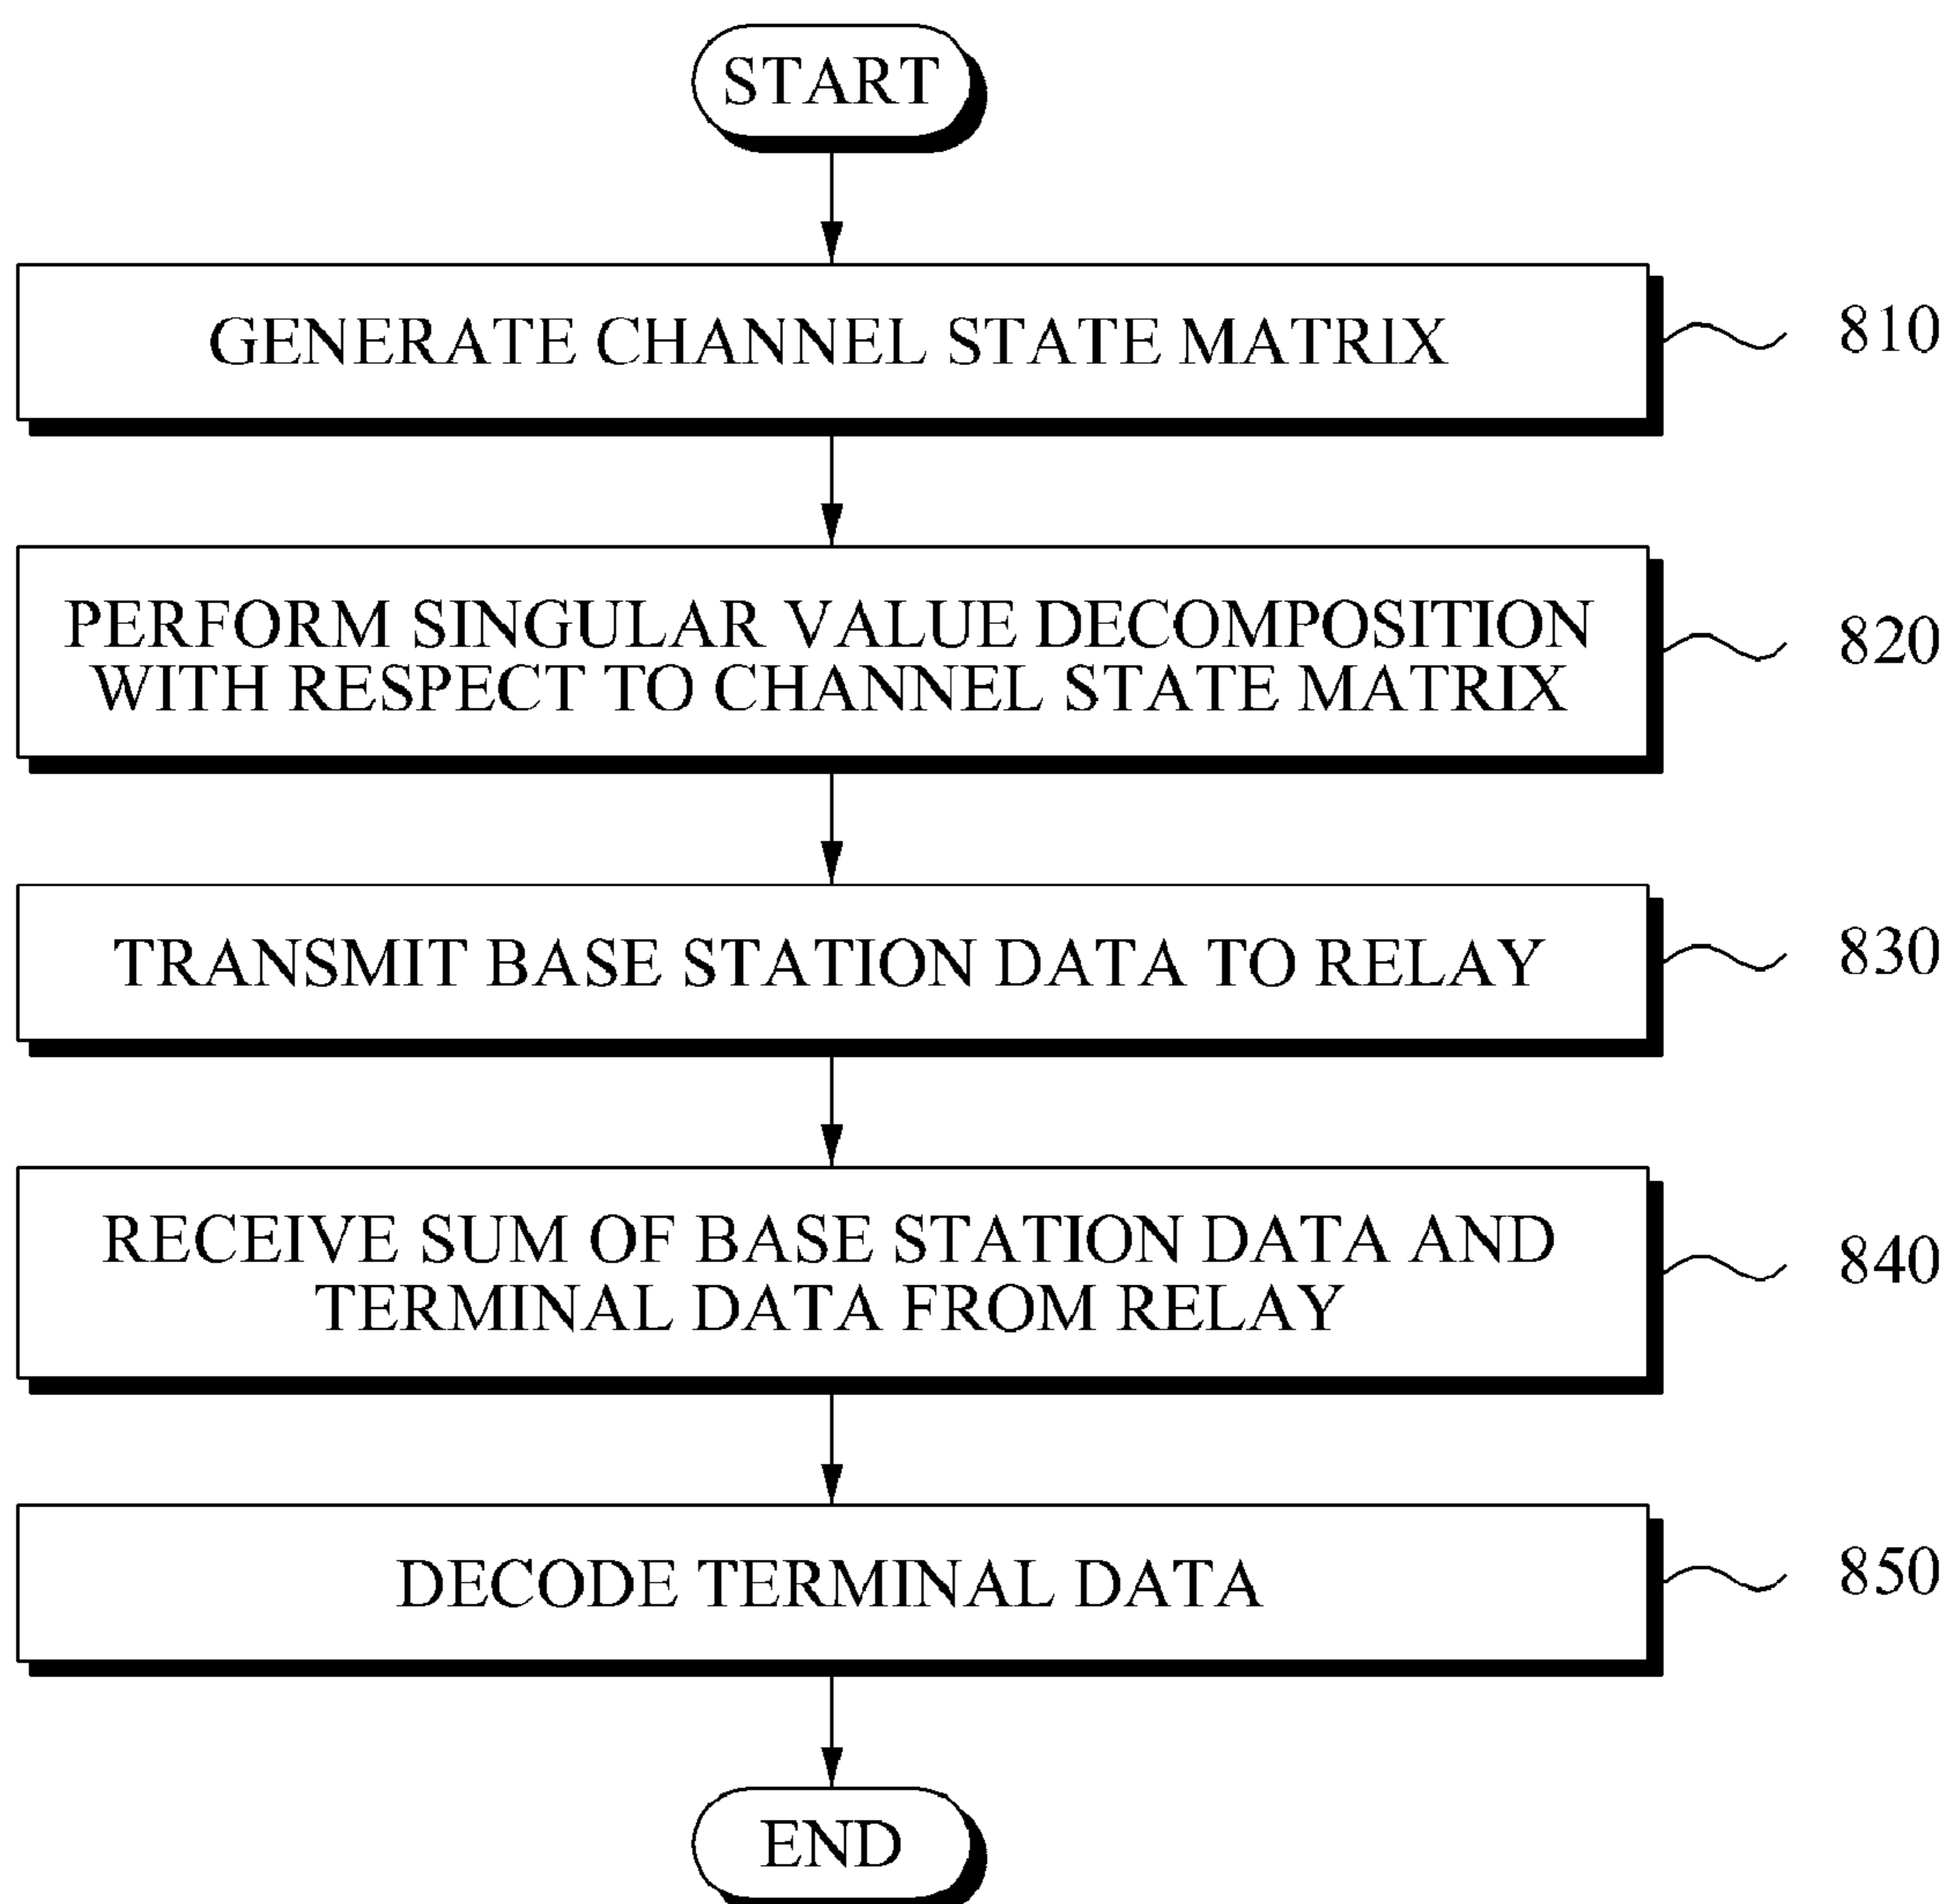 START
GENERATE CHANNEL STATE MATRIX
810
PERFORM SINGULAR VALUE DECOMPOSITION
WITH RESPECT TO CHANNEL STATE MATRIX
820
TRANSMIT BASE STATION DATA TO RELAY
830
RECEIVE SUM OF BASE STATION DATA AND
TERMINAL DATA FROM RELAY
840
DECODE TERMINAL DATA
850
END